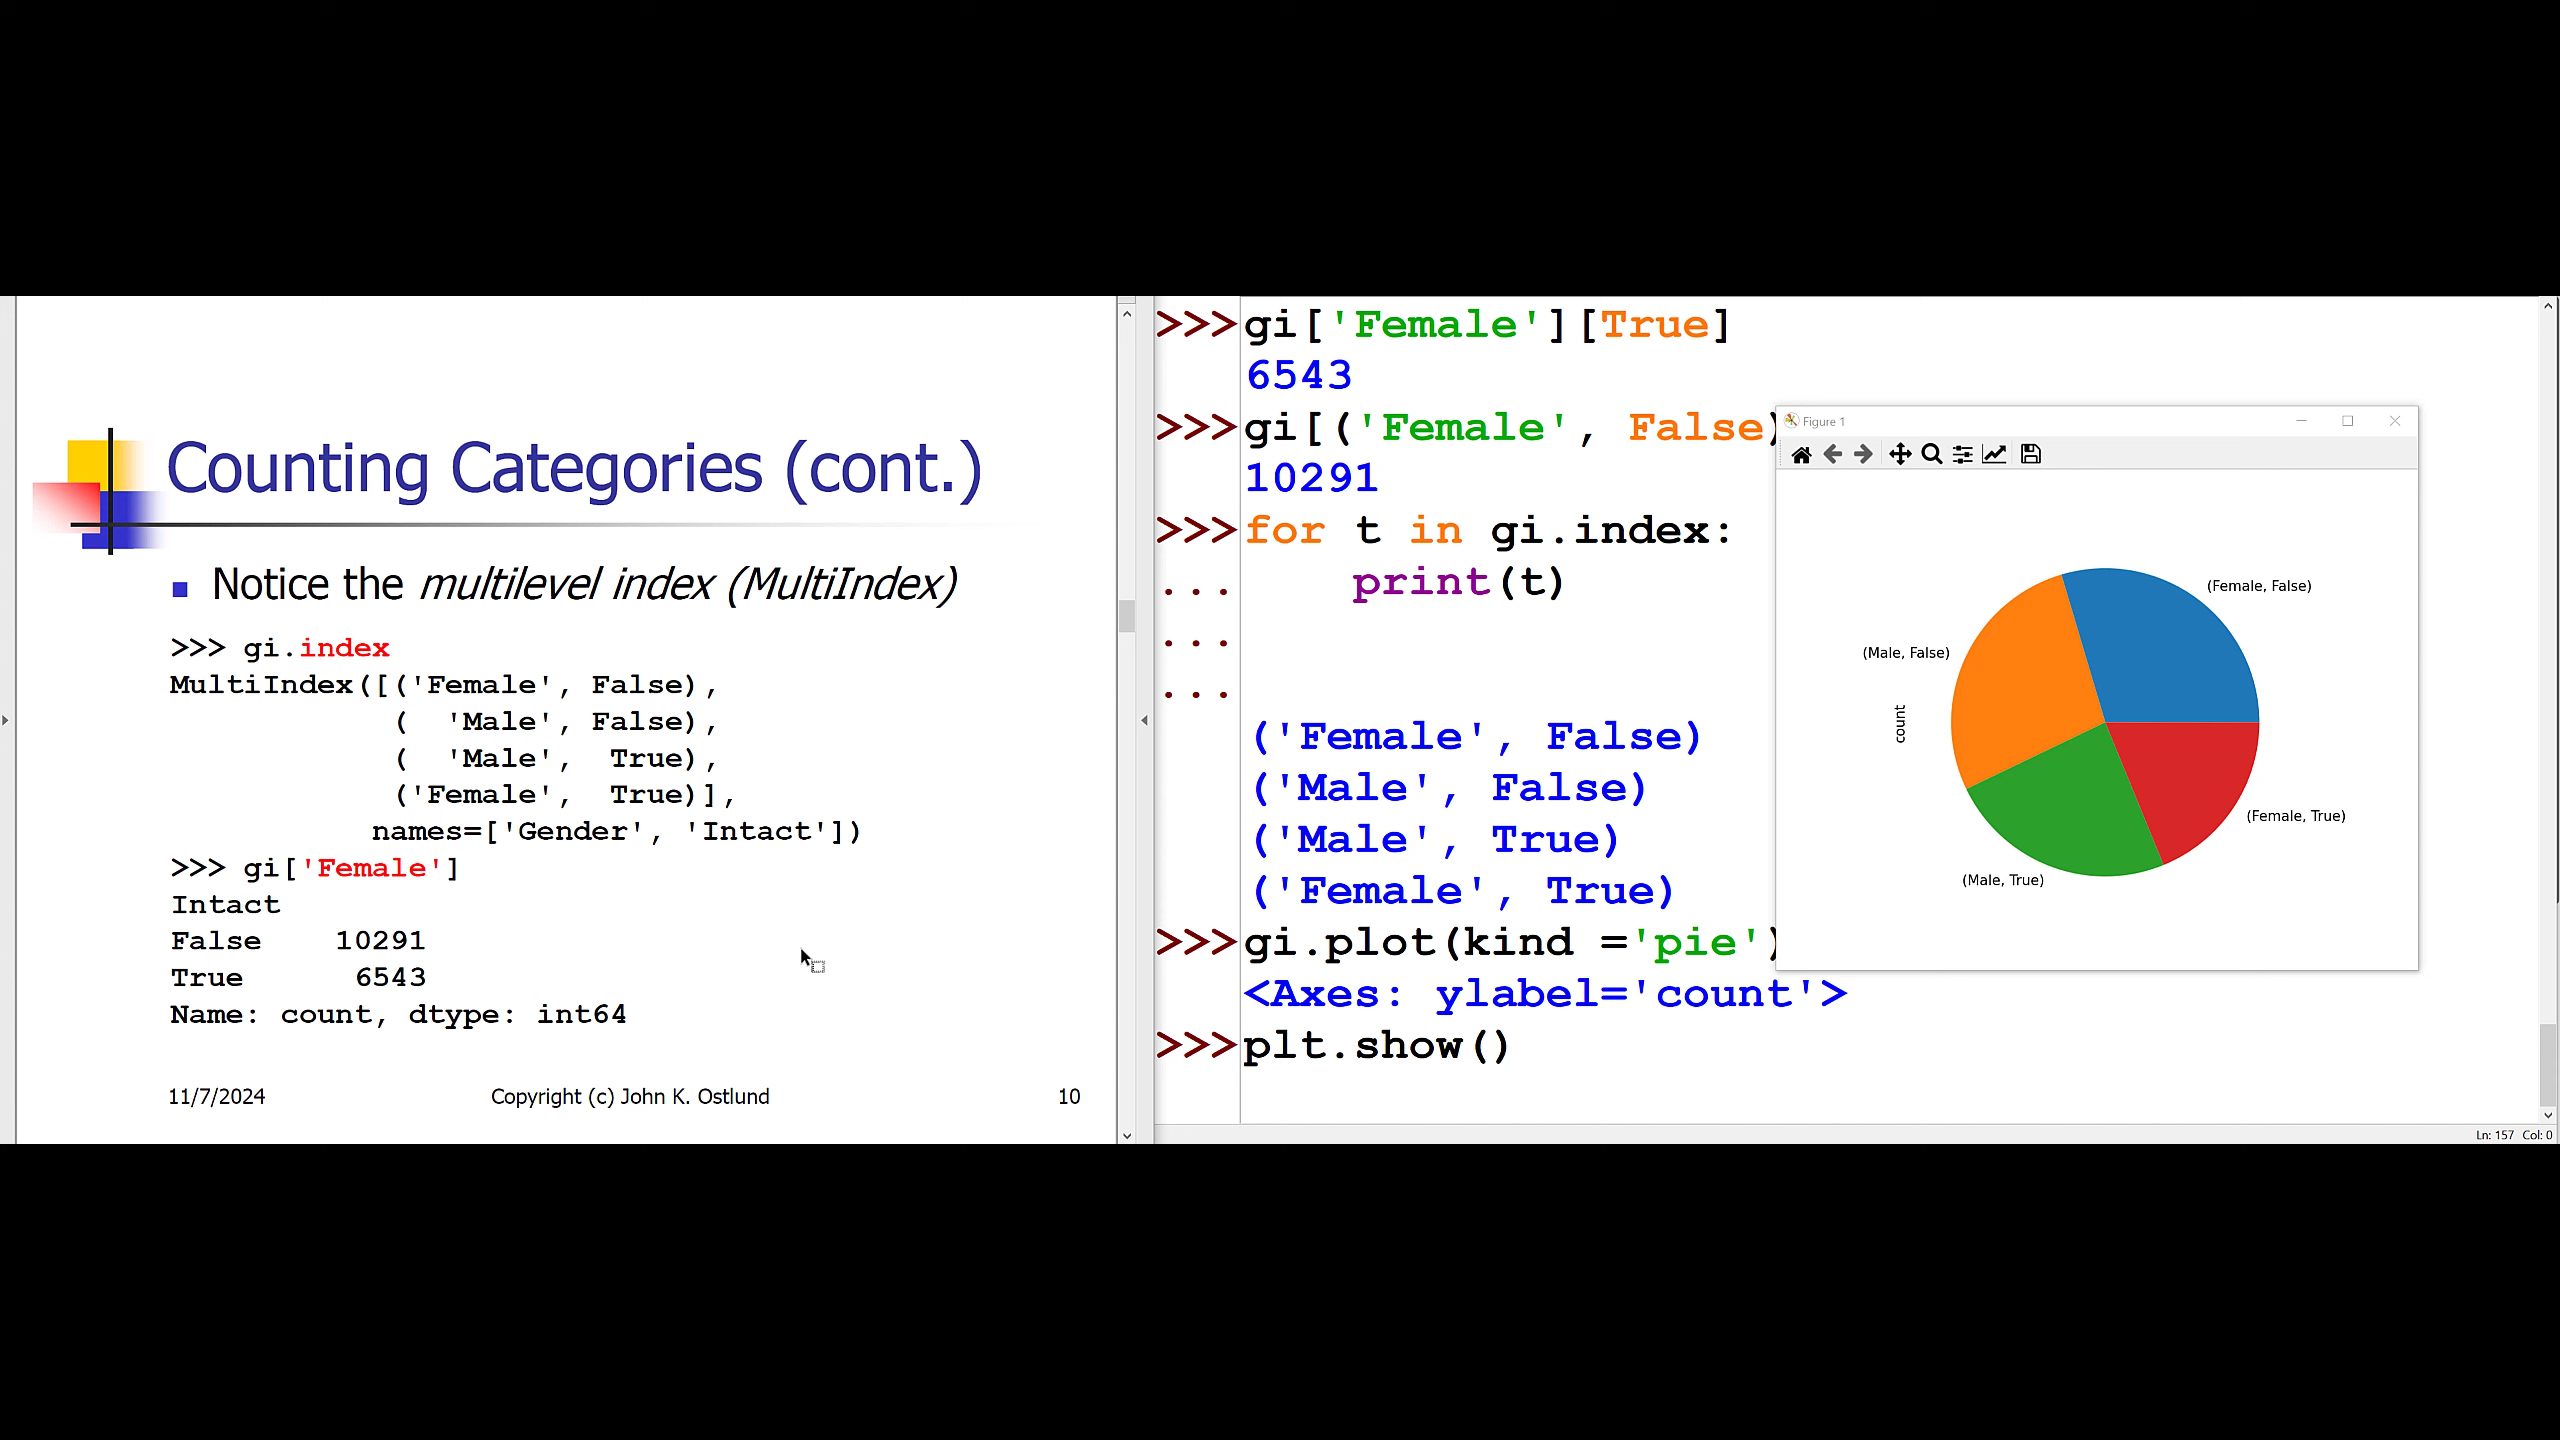 Counting Categories (cont.)
Notice the multilevel index (MultiIndex)
>>> gi.index
MultiIndex([('Female', False),
(  'Male', False),
(  'Male',  True),
('Female',  True)],
names=['Gender', 'Intact'])
>>> gi['Female']
Intact
False    10291
True      6543
Name: count, dtype: int64
11/7/2024
Copyright (c) John K. Ostlund
10
>>> gi['Female'][True]
6543
>>> gi[('Female', False)
10291
>>> for t in gi.index:
...     print(t)
...
...
('Female', False)
('Male', False)
('Male', True)
('Female', True)
>>> gi.plot(kind ='pie')
<Axes: ylabel='count'>
>>> plt.show()
Figure 1
(Female, False)
(Male, False)
count
(Female, True)
(Male, True)
Ln: 157 Col: 0